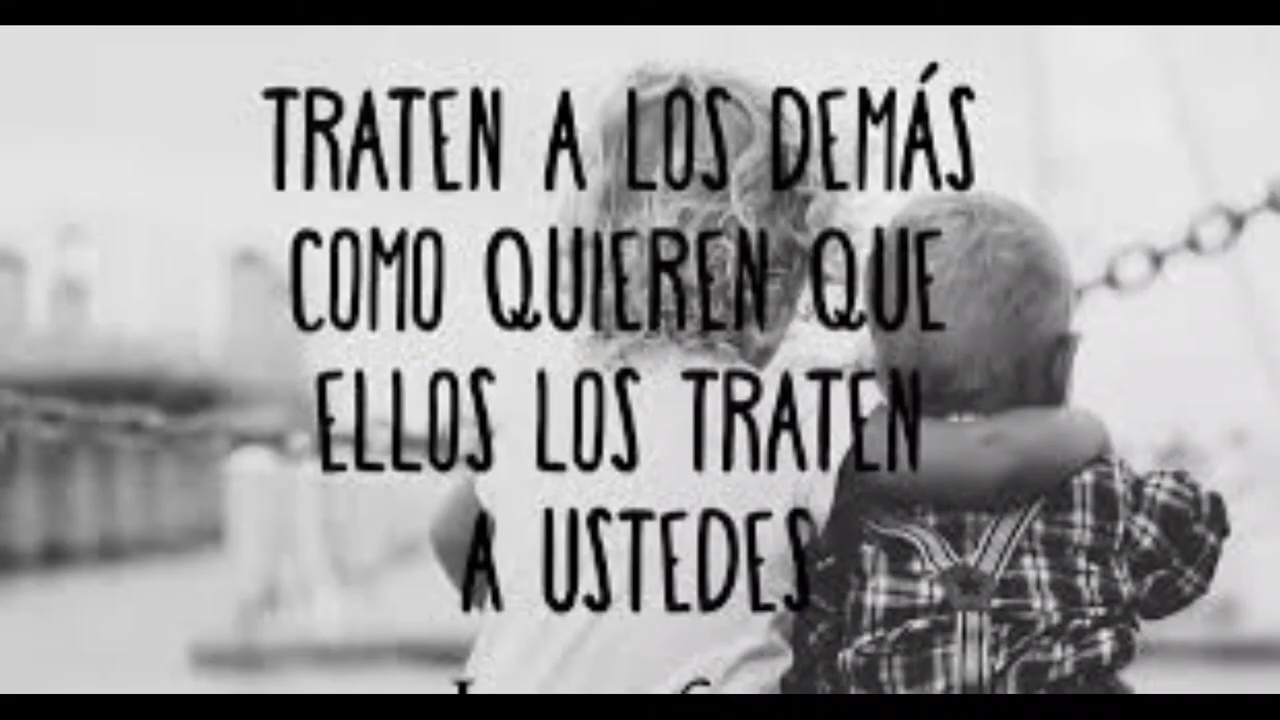 TRATEN A LOS DEMÁS
COMO QUIEREN QUE
ELLOS LOS TRATEN
A USTEDES